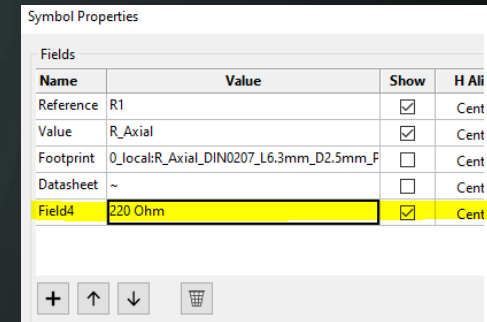 Symbol Properties
Fields
Name Value Show H Ali
Reference R1 Cent
Value R_Axial Cent
Footprint 0_local:R_Axial_DIN0207_L6.3mm_D2.5mm_P Cent
Datasheet ~ Cent
Field4 220 Ohm Cent